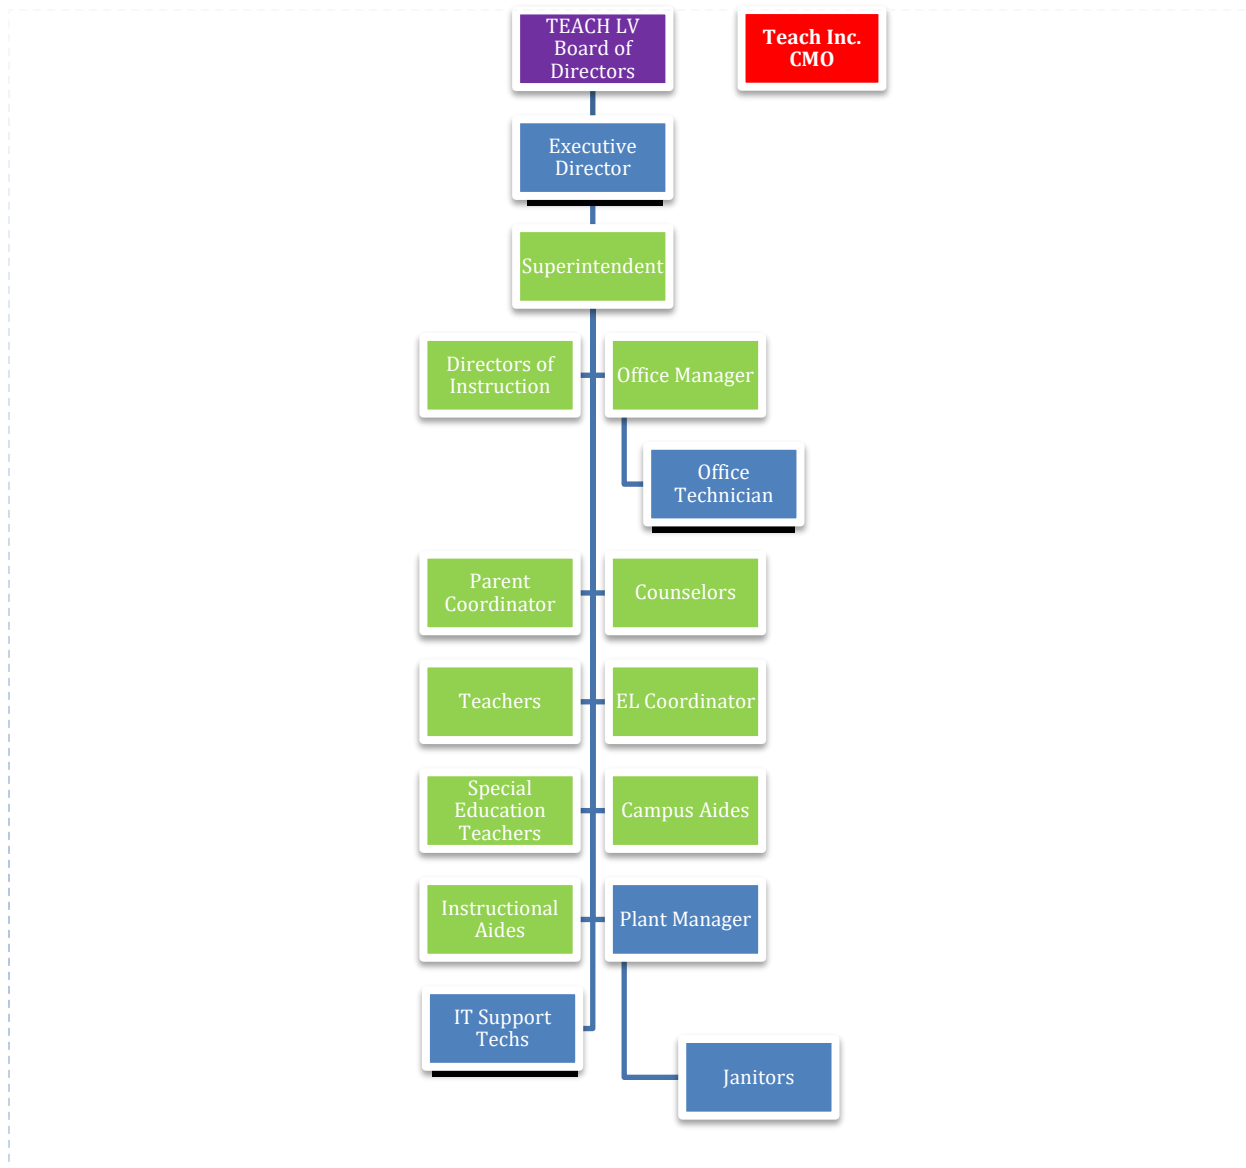 TEACH LV
Board of
Directors
Teach Inc.
CMO
Executive
Director
Superintendent
Directors of
Instruction
Office Manager
Office
Technician
Parent
Coordinator
Counselors
Teachers
EL Coordinator
Special
Education
Teachers
Campus Aides
Instructional
Aides
Plant Manager
IT Support
Techs
Janitors